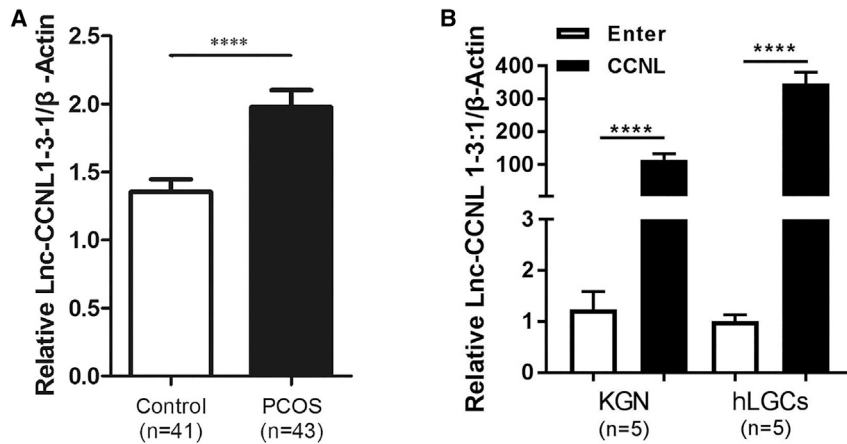 A
Relative Lnc-CCNL1-3-1/β -Actin
2.5
2.0
1.5
1.0
0.5
0.0
****
Control
(n=41)
PCOS
(n=43)
B
Relative Lnc-CCNL 1-3:1/β-Actin
Enter
CCNL
400
300
200
100
3
2
1
0
****
****
KGN
(n=5)
hLGCs
(n=5)